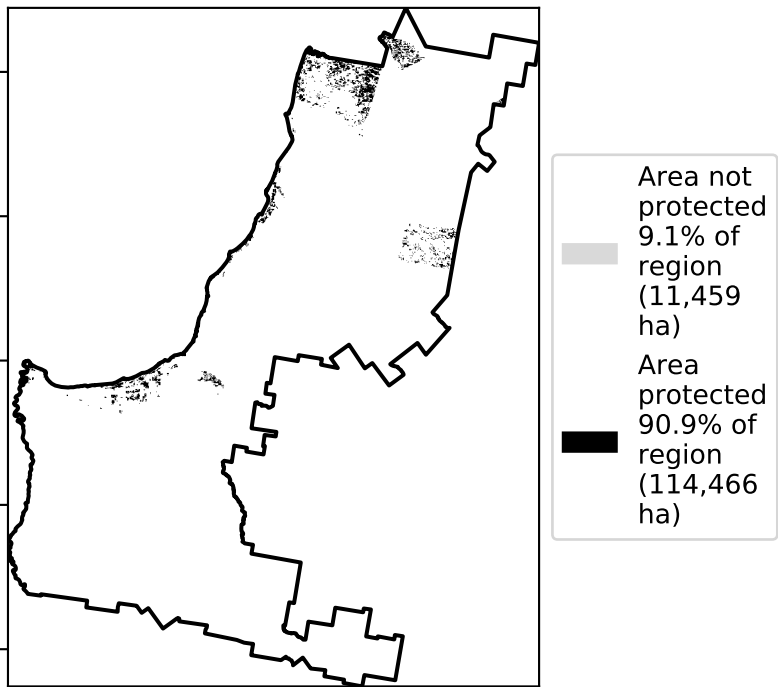 Area not
protected
9.1% of
region
(11,459
ha)
Area
protected
90.9% of
region
(114,466
ha)